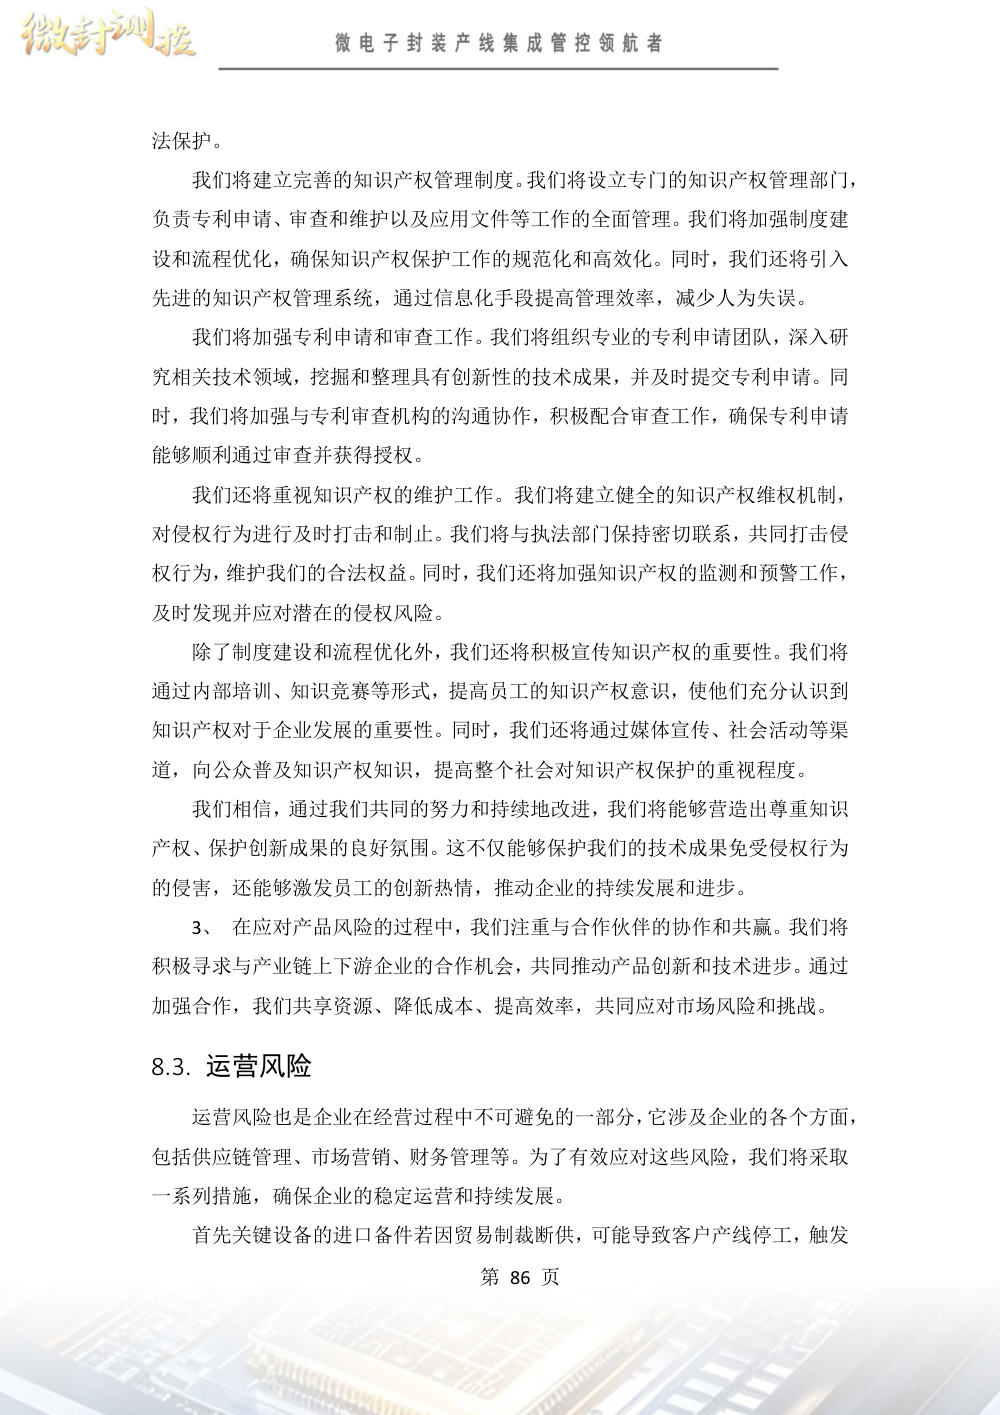 微封测控
微电子封装产线集成管控领航者
法保护。
我们将建立完善的知识产权管理制度。我们将设立专门的知识产权管理部门，
负责专利申请、审查和维护以及应用文件等工作的全面管理。我们将加强制度建
设和流程优化，确保知识产权保护工作的规范化和高效化。同时，我们还将引入
先进的知识产权管理系统，通过信息化手段提高管理效率，减少人为失误。
我们将加强专利申请和审查工作。我们将组织专业的专利申请团队，深入研
究相关技术领域，挖掘和整理具有创新性的技术成果，并及时提交专利申请。同
时，我们将加强与专利审查机构的沟通协作，积极配合审查工作，确保专利申请
能够顺利通过审查并获得授权。
我们还将重视知识产权的维护工作。我们将建立健全的知识产权维权机制，
对侵权行为进行及时打击和制止。我们将与执法部门保持密切联系，共同打击侵
权行为，维护我们的合法权益。同时，我们还将加强知识产权的监测和预警工作，
及时发现并应对潜在的侵权风险。
除了制度建设和流程优化外，我们还将积极宣传知识产权的重要性。我们将
通过内部培训、知识竞赛等形式，提高员工的知识产权意识，使他们充分认识到
知识产权对于企业发展的重要性。同时，我们还将通过媒体宣传、社会活动等渠
道，向公众普及知识产权知识，提高整个社会对知识产权保护的重视程度。
我们相信，通过我们共同的努力和持续地改进，我们将能够营造出尊重知识
产权、保护创新成果的良好氛围。这不仅能够保护我们的技术成果免受侵权行为
的侵害，还能够激发员工的创新热情，推动企业的持续发展和进步。
3、 在应对产品风险的过程中，我们注重与合作伙伴的协作和共赢。我们将
积极寻求与产业链上下游企业的合作机会，共同推动产品创新和技术进步。通过
加强合作，我们共享资源、降低成本、提高效率，共同应对市场风险和挑战。
8.3. 运营风险
运营风险也是企业在经营过程中不可避免的一部分，它涉及企业的各个方面，
包括供应链管理、市场营销、财务管理等。为了有效应对这些风险，我们将采取
一系列措施，确保企业的稳定运营和持续发展。
首先关键设备的进口备件若因贸易制裁断供，可能导致客户产线停工，触发
第 86 页